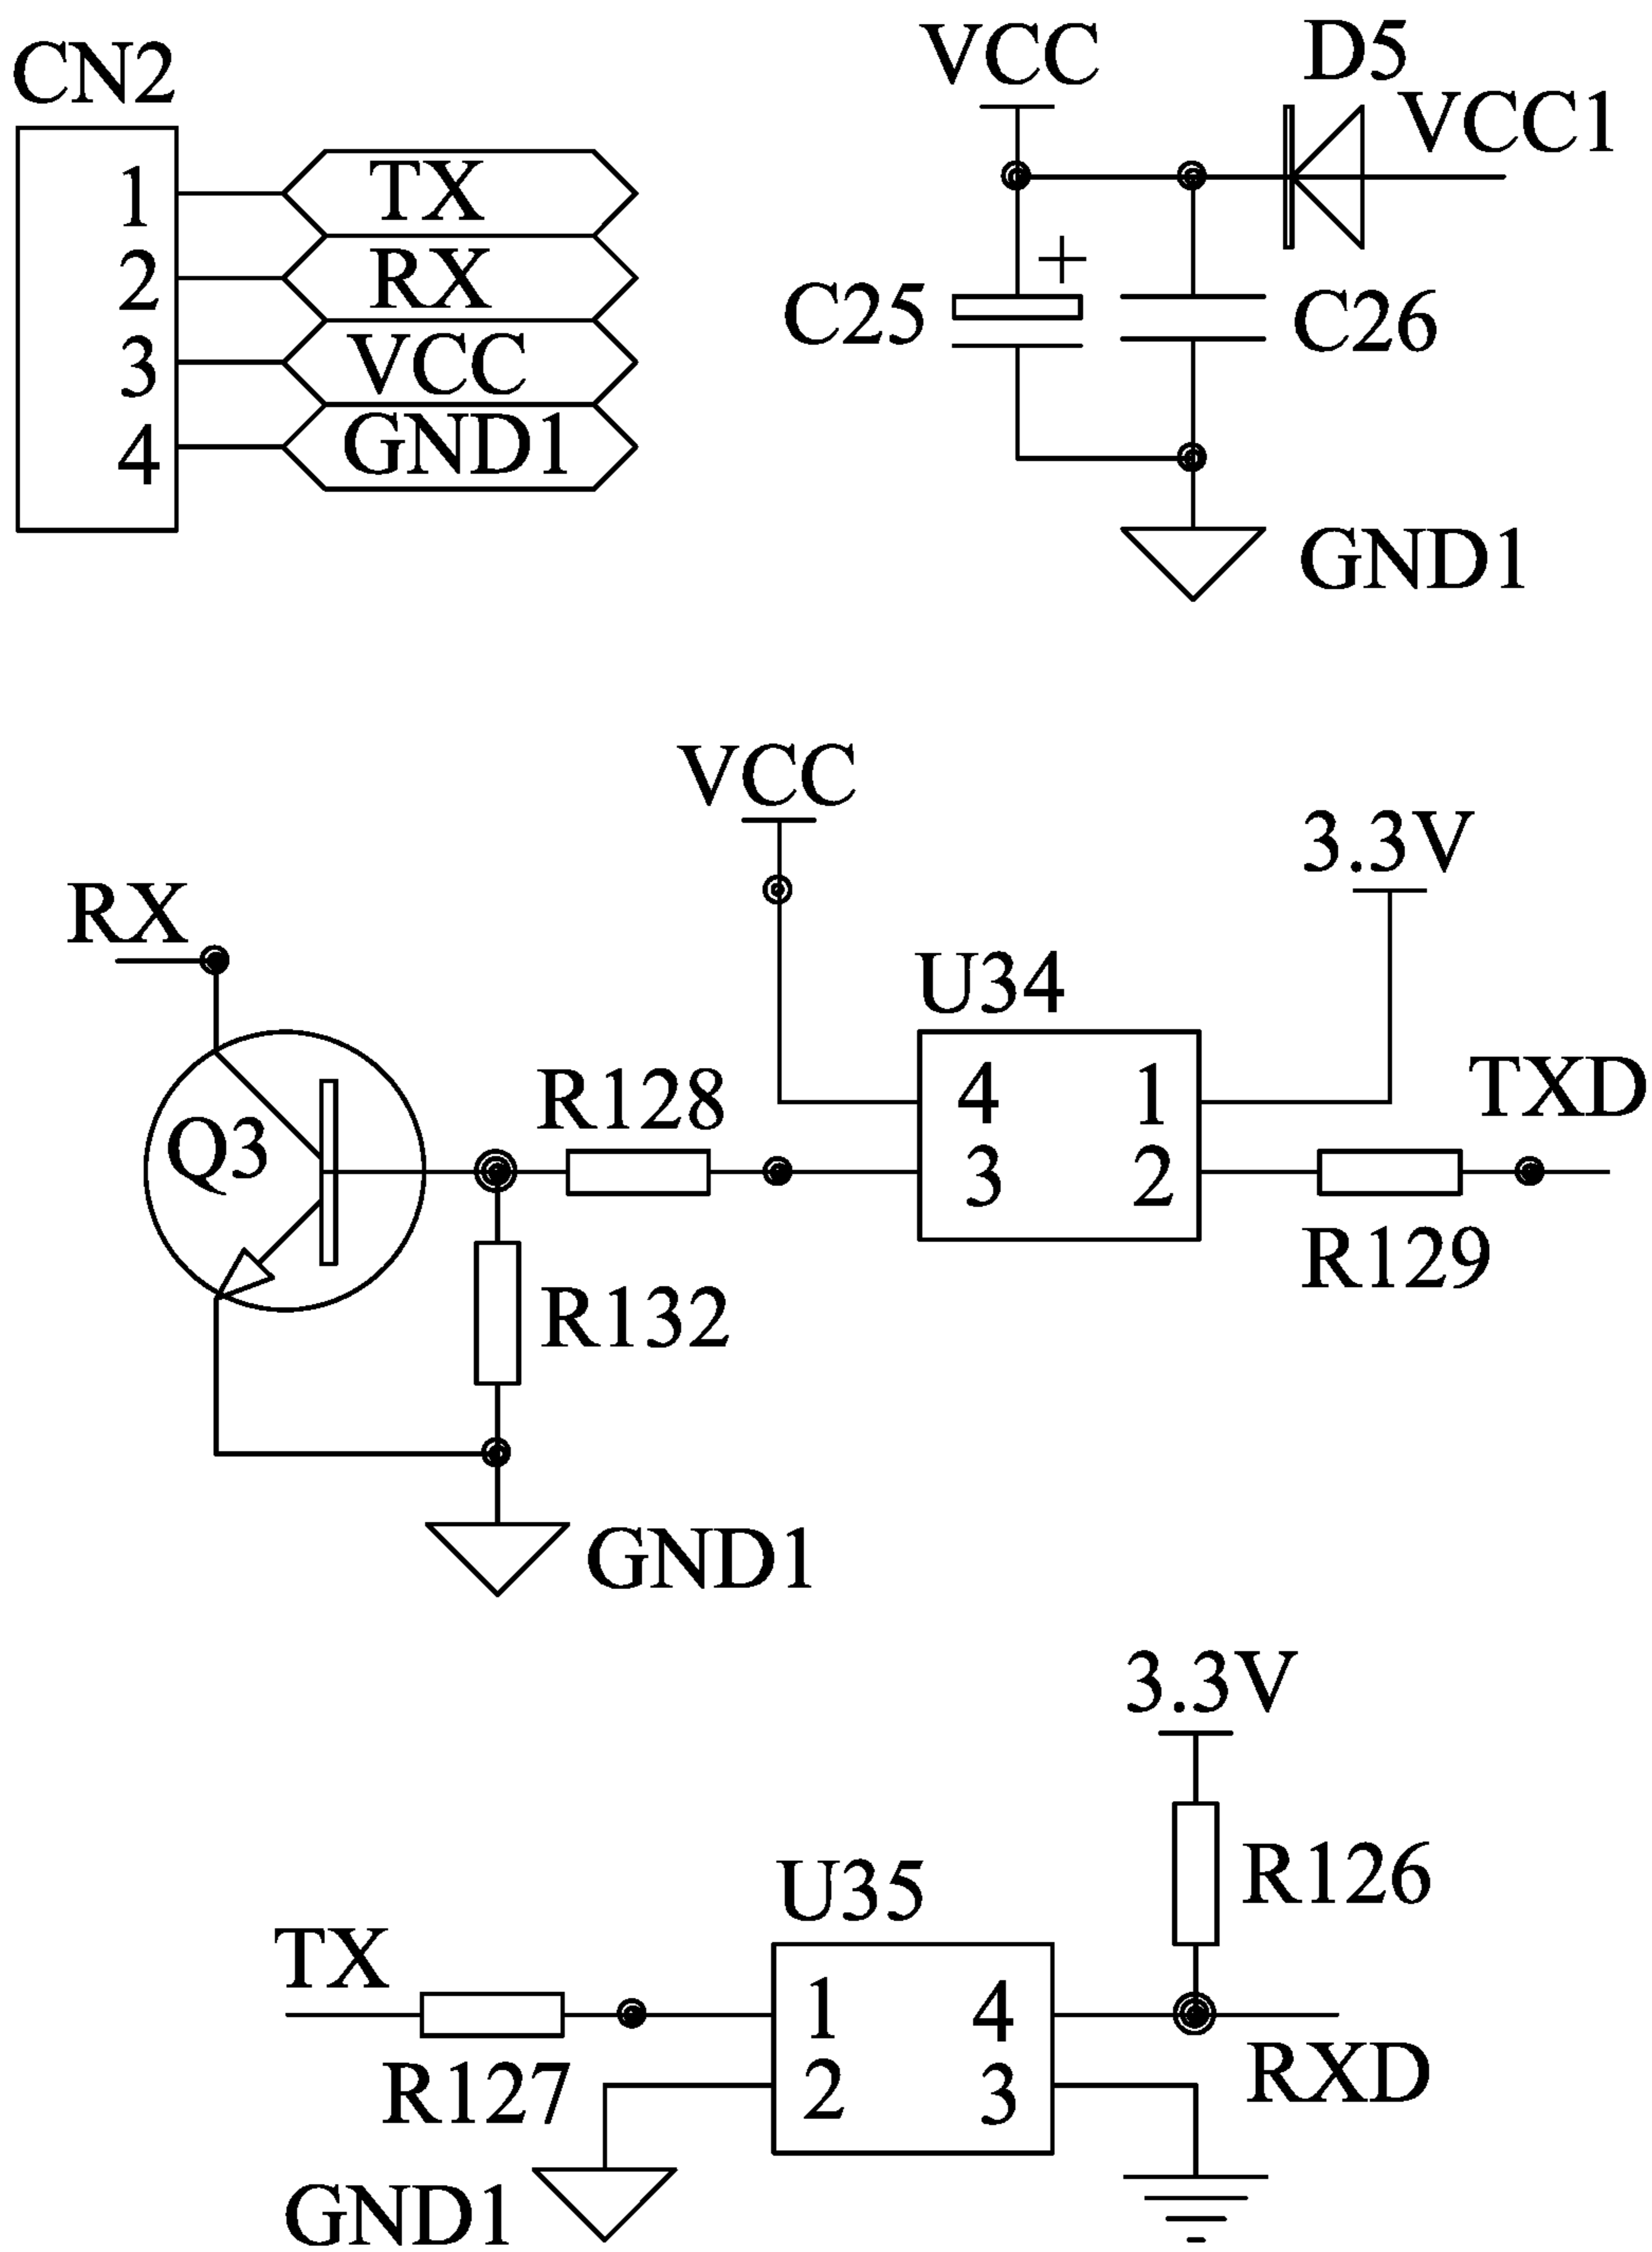 CN2
1 TX
2 RX
3 VCC
4 GND1
VCC
D5
VCC1
+
C25
C26
GND1
VCC
3.3V
RX
U34
4 1
3 2
TXD
Q3
R128
R129
R132
GND1
3.3V
R126
U35
TX
1 4
2 3
R127
RXD
GND1